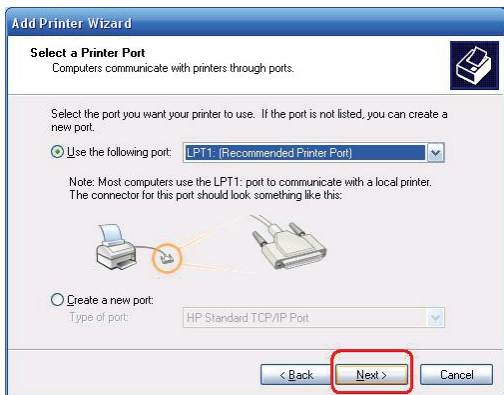 Add Printer Wizard
Select a Printer Port
Computers communicate with printers through ports.
Select the port you want your printer to use. If the port is not listed, you can create a
new port.
Use the following port: LPT1: (Recommended Printer Port)
Note: Most computers use the LPT1: port to communicate with a local printer.
The connector for this port should look something like this:
Create a new port:
Type of port: HP Standard TCP/IP Port
< Back Next > Cancel